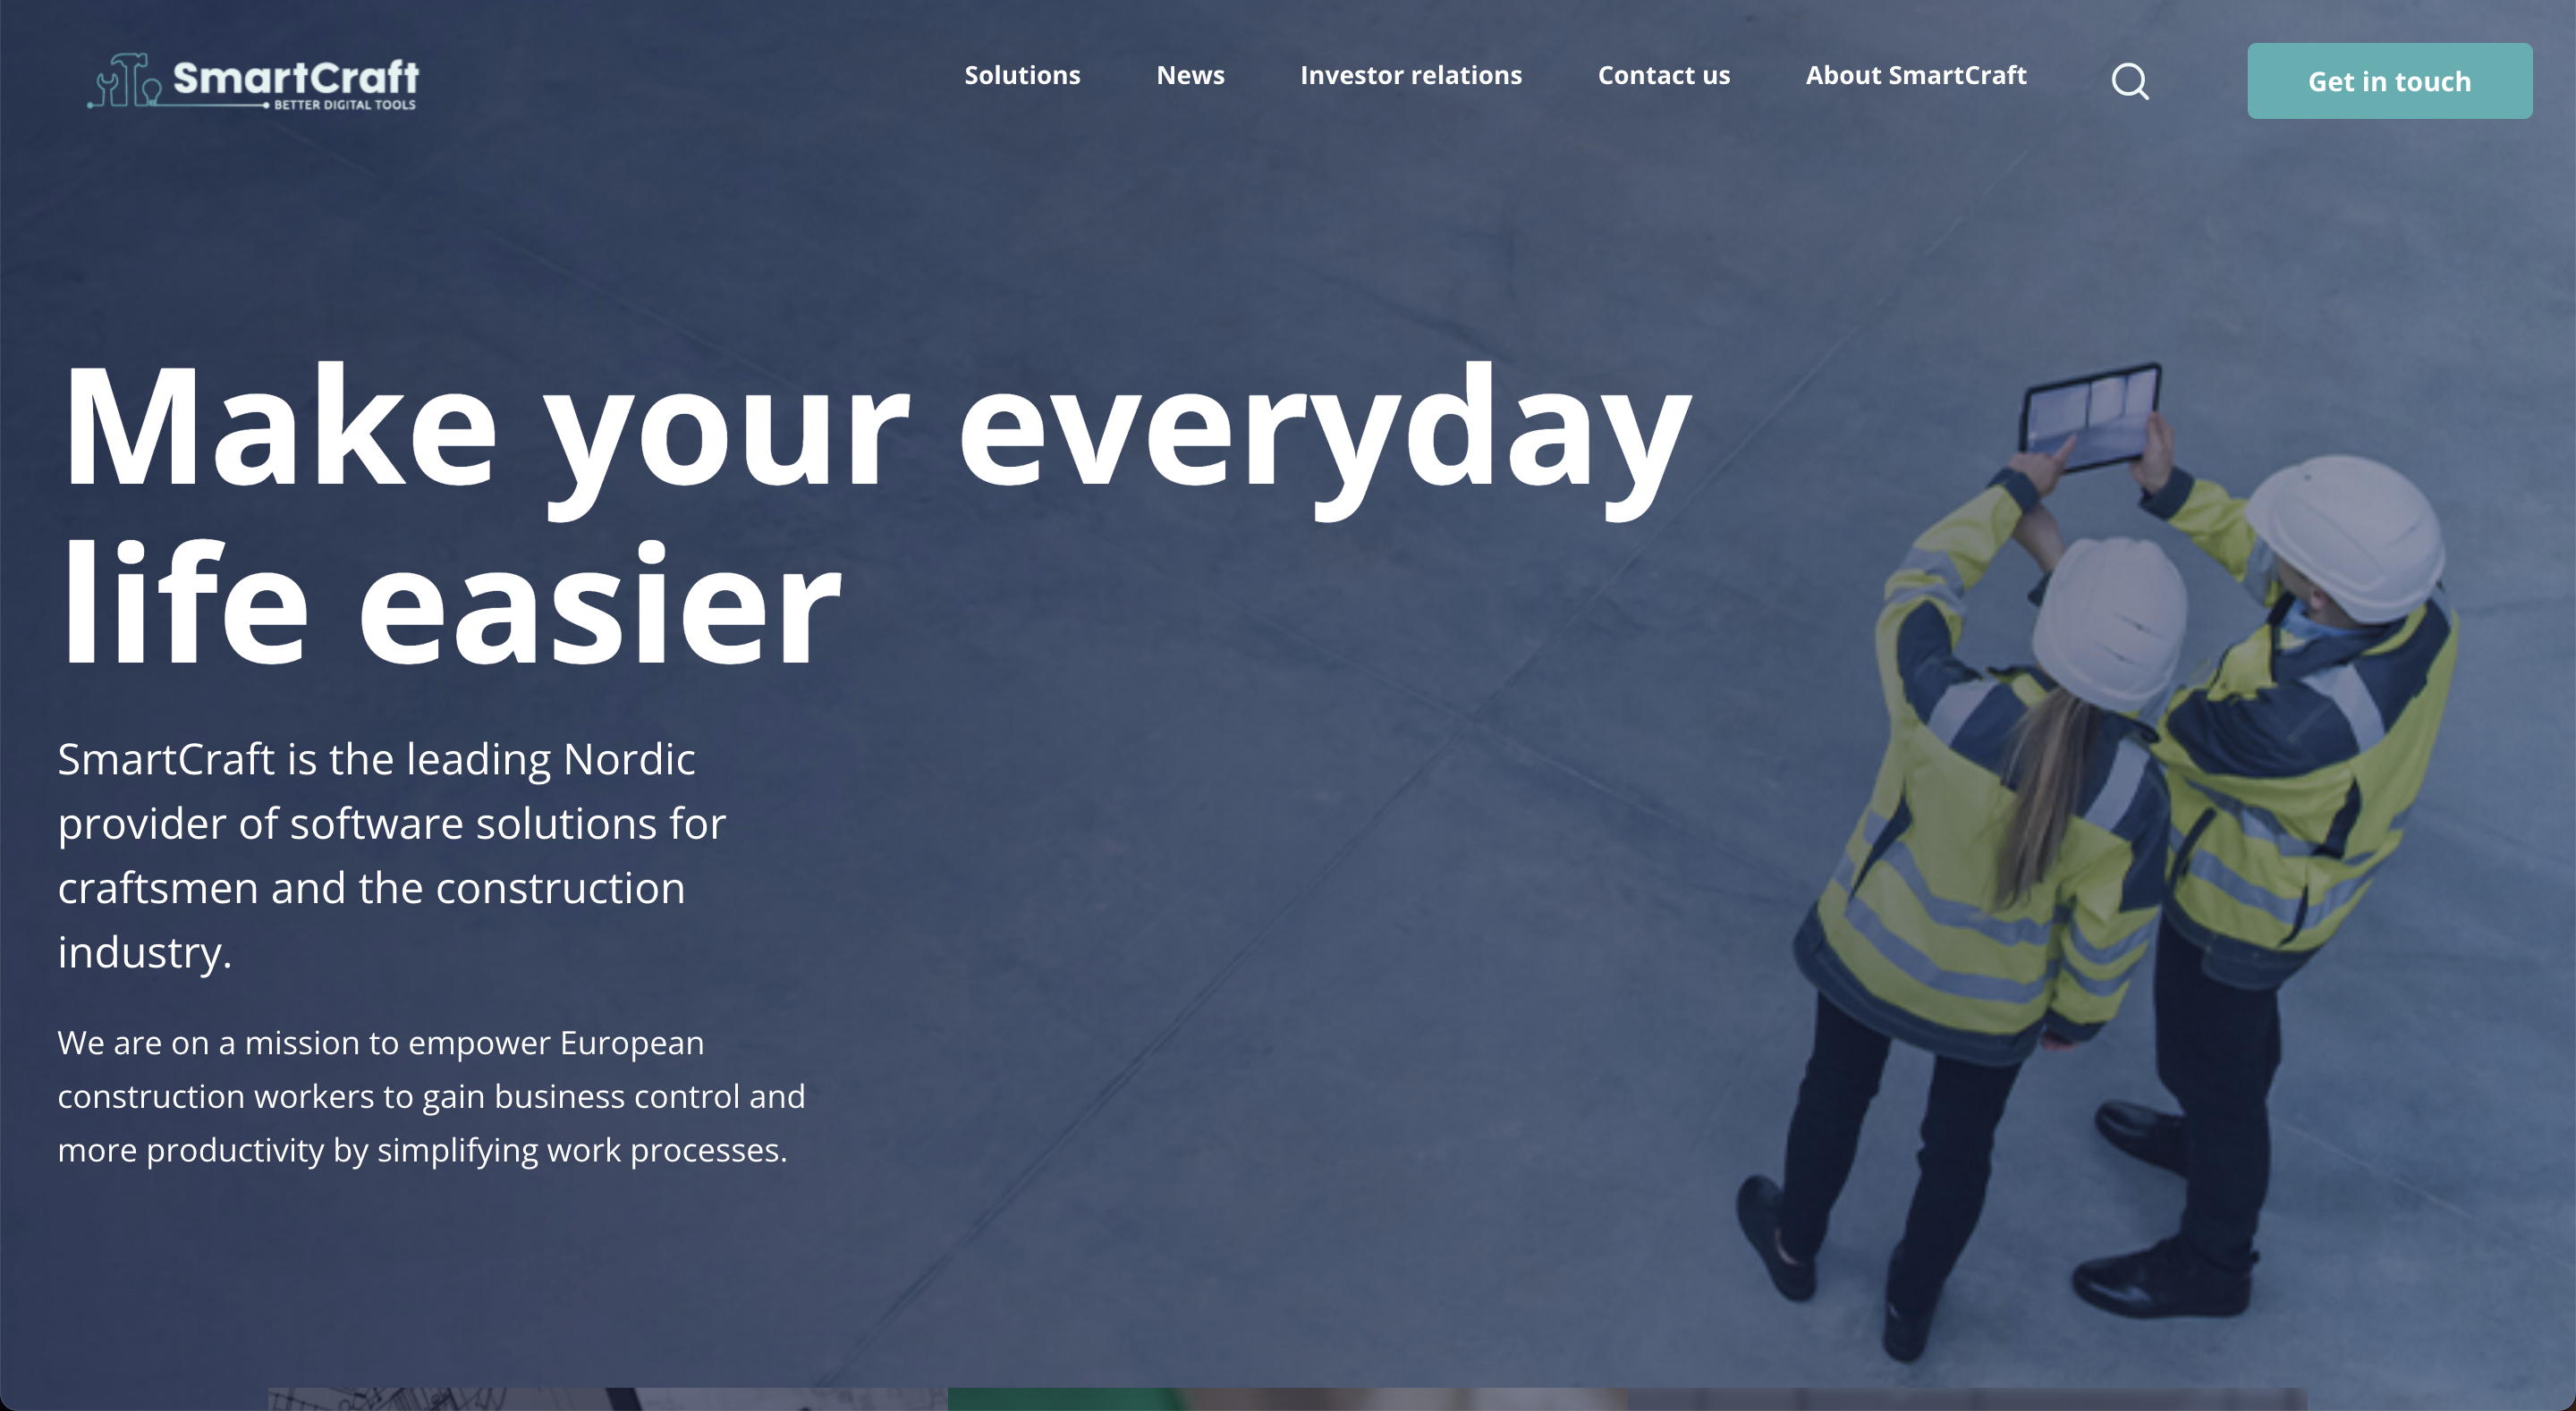 SmartCraft
BETTER DIGITAL TOOLS
Solutions
News
Investor relations
Contact us
About SmartCraft
Get in touch
Make your everyday
life easier
SmartCraft is the leading Nordic
provider of software solutions for
craftsmen and the construction
industry.
We are on a mission to empower European
construction workers to gain business control and
more productivity by simplifying work processes.